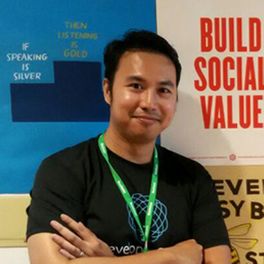 IF
SPEAKING
IS
SILVER
THEN
LISTENING
IS
GOLD
BUILD
SOCIAL
VALUE